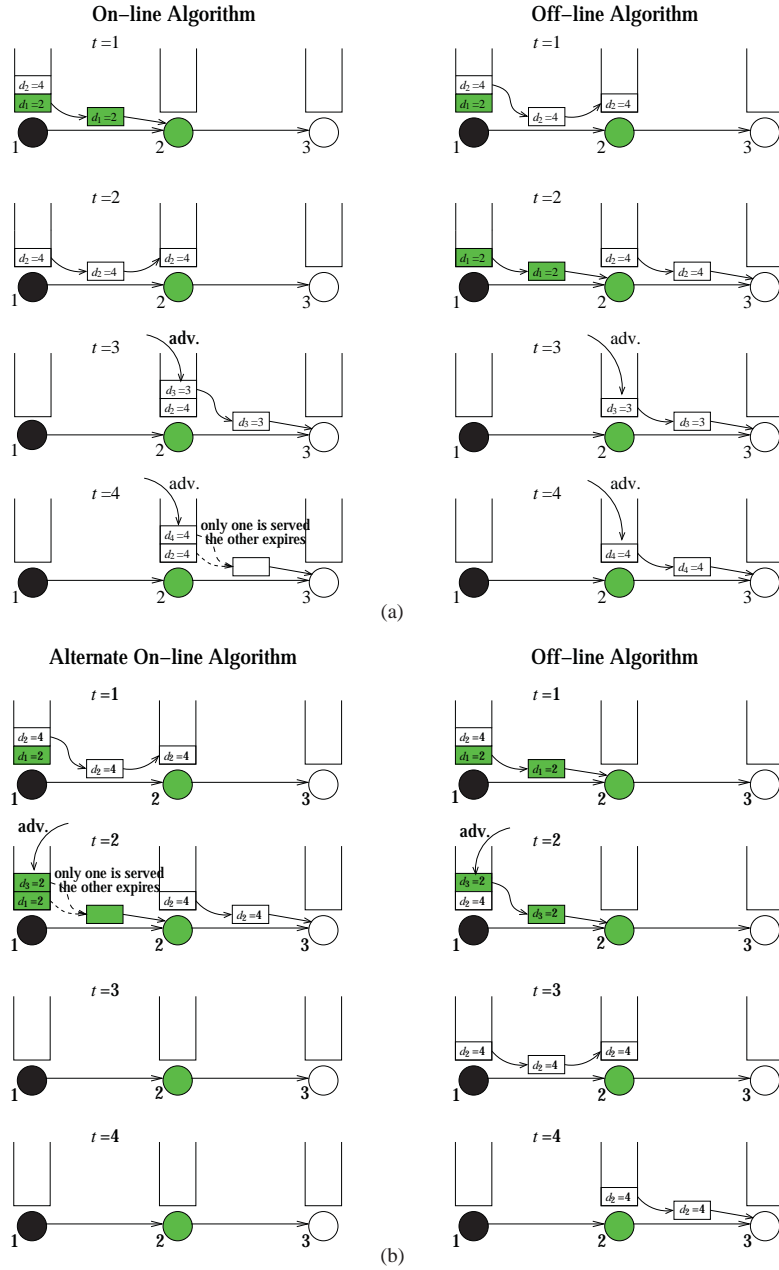 On-line Algorithm
Off-line Algorithm
t=1
t=1
d2=4
d1=2
d1=2
d2=4
d1=2
d2=4
d2=4
1
2
3
1
2
3
t=2
t=2
d2=4
d2=4
d2=4
d1=2
d1=2
d2=4
d2=4
1
2
3
1
2
3
t=3
adv.
t=3
adv.
d3=3
d2=4
d3=3
d3=3
d3=3
1
2
3
1
2
3
t=4
adv.
t=4
adv.
d4=4
d2=4
only one is served
the other expires
d4=4
d4=4
1
2
3
1
2
3
(a)
Alternate On-line Algorithm
Off-line Algorithm
t=1
t=1
d2=4
d1=2
d2=4
d2=4
d2=4
d1=2
d1=2
1
2
3
1
2
3
adv.
t=2
adv.
t=2
d3=2
d1=2
only one is served
the other expires
d2=4
d2=4
d3=2
d2=4
d3=2
1
2
3
1
2
3
t=3
t=3
d2=4
d2=4
d2=4
1
2
3
1
2
3
t=4
t=4
d2=4
d2=4
1
2
3
1
2
3
(b)